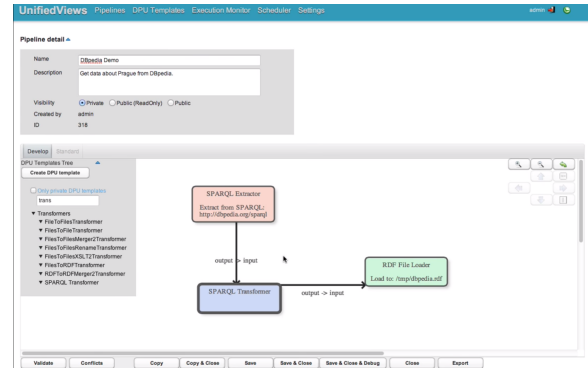 UnifiedViews Pipelines DPU Templates Execution Monitor Scheduler Settings admin
Pipeline detail
Name DBpedia Demo
Description Get data about Prague from DBpedia.
Visibility Private Public (ReadOnly) Public
Created by admin
ID 318
Develop Standard
DPU Templates Tree
Create DPU template
Only private DPU templates
trans
Transformers
FileToFilesTransformer
FilesToFileTransformer
FilesToFilesMerger2Transformer
FilesToFilesRenameTransformer
FilesToFilesXSLT2Transformer
FilesToRDFTransformer
RDFToRDFMerger2Transformer
SPARQL Transformer
SPARQL Extractor
Extract from SPARQL:
http://dbpedia.org/sparql
output -> input
SPARQL Transformer
output -> input
RDF File Loader
Load to: /tmp/dbpedia.rdf
Validate Conflicts Copy Copy & Close Save Save & Close Save & Close & Debug Close Export